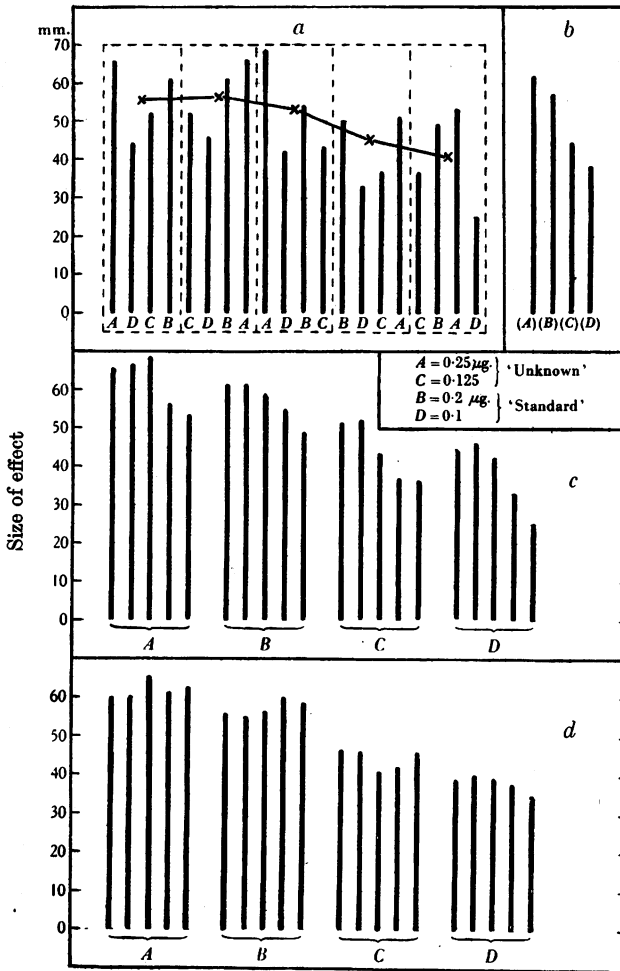 mm.
a
b
70
60
50
40
30
20
10
0
A D C B C D B A A D B C B D C A C B A D
(A) (B) (C) (D)
A = 0·25 μg. } 'Unknown'
C = 0·125
B = 0·2 μg. } 'Standard'
D = 0·1
Size of effect
c
60
50
40
30
20
10
0
A B C D
d
60
50
40
30
20
10
0
A B C D